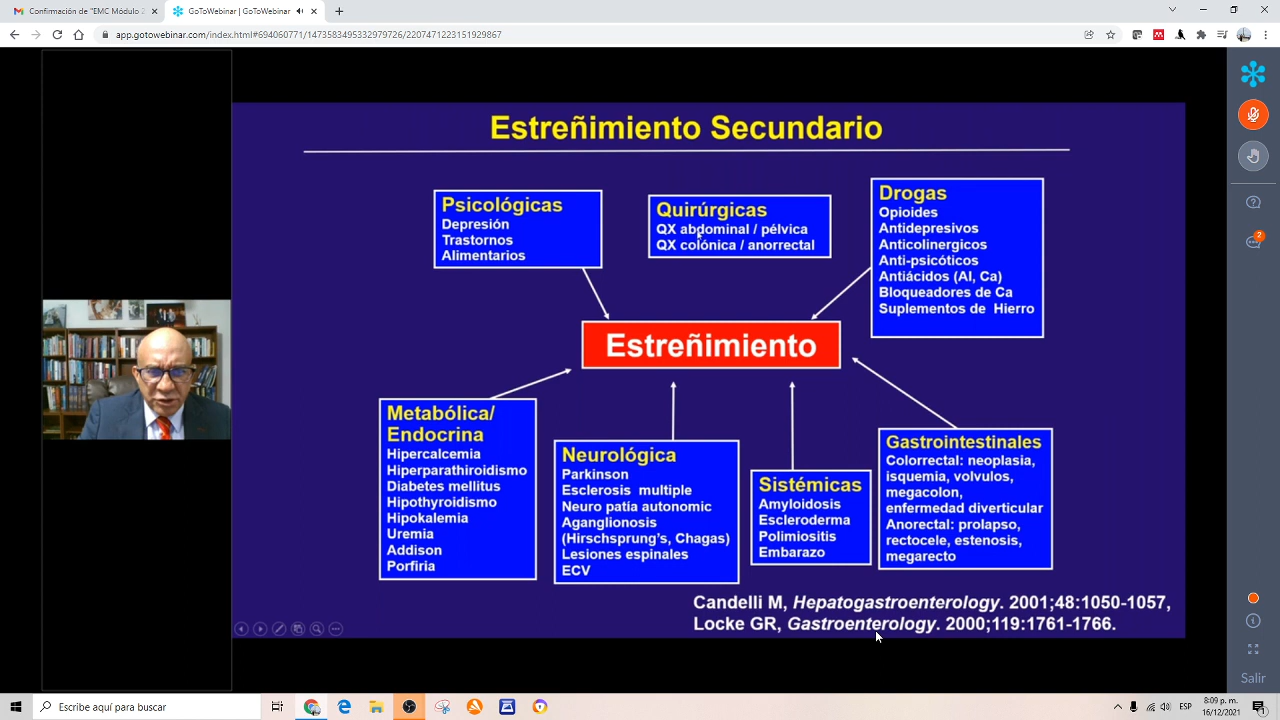 Confirmación de "EMC Módulo
GoToWebinar | GoToWebinar
app.gotowebinar.com/index.html#694060771/1473583495332979726/2207471223151929867
Estreñimiento Secundario
Psicológicas
Depresión
Trastornos
Alimentarios
Quirúrgicas
QX abdominal / pélvica
QX colónica / anorrectal
Drogas
Opioides
Antidepresivos
Anticolinergicos
Anti-psicóticos
Antiácidos (Al, Ca)
Bloqueadores de Ca
Suplementos de Hierro
Estreñimiento
Metabólica/
Endocrina
Hipercalcemia
Hiperparathiroidismo
Diabetes mellitus
Hipothyroidismo
Hipokalemia
Uremia
Addison
Porfiria
Neurológica
Parkinson
Esclerosis multiple
Neuro patía autonomic
Aganglionosis
(Hirschsprung's, Chagas)
Lesiones espinales
ECV
Sistémicas
Amyloidosis
Escleroderma
Polimiositis
Embarazo
Gastrointestinales
Colorrectal: neoplasia,
isquemia, volvulos,
megacolon,
enfermedad diverticular
Anorectal: prolapso,
rectocele, estenosis,
megarecto
Candelli M, Hepatogastroenterology. 2001;48:1050-1057,
Locke GR, Gastroenterology. 2000;119:1761-1766.
2
Salir
Escribe aquí para buscar
ESP
8:09 p. m.
16/12/2021